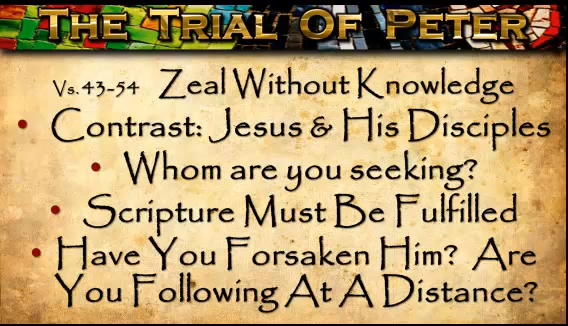 The Trial Of Peter
Vs. 43-54 Zeal Without Knowledge
• Contrast: Jesus & His Disciples
• Whom are you seeking?
• Scripture Must Be Fulfilled
• Have You Forsaken Him? Are
You Following At A Distance?